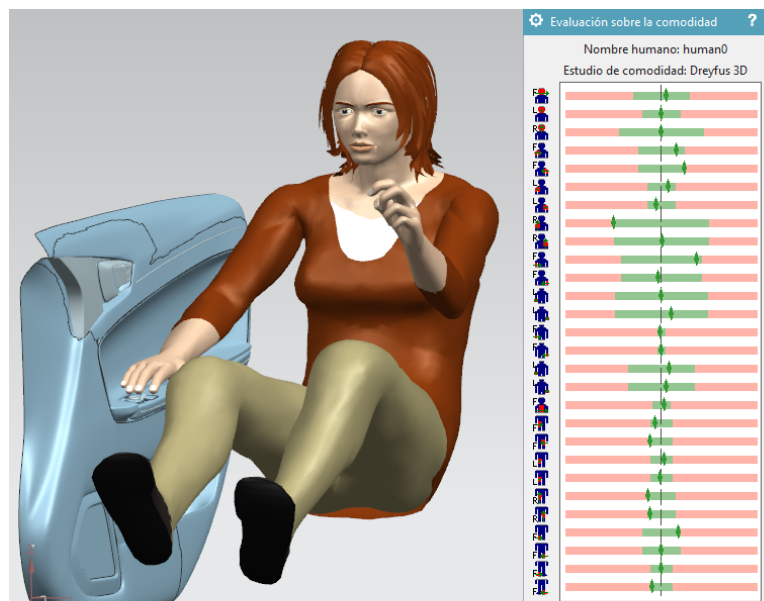 Evaluación sobre la comodidad ?
Nombre humano: human0
Estudio de comodidad: Dreyfus 3D
F
L
R
F
F
L
L
R
R
F
F
L
L
F
F
L
L
F
F
F
L
L
R
R
F
F
F
F